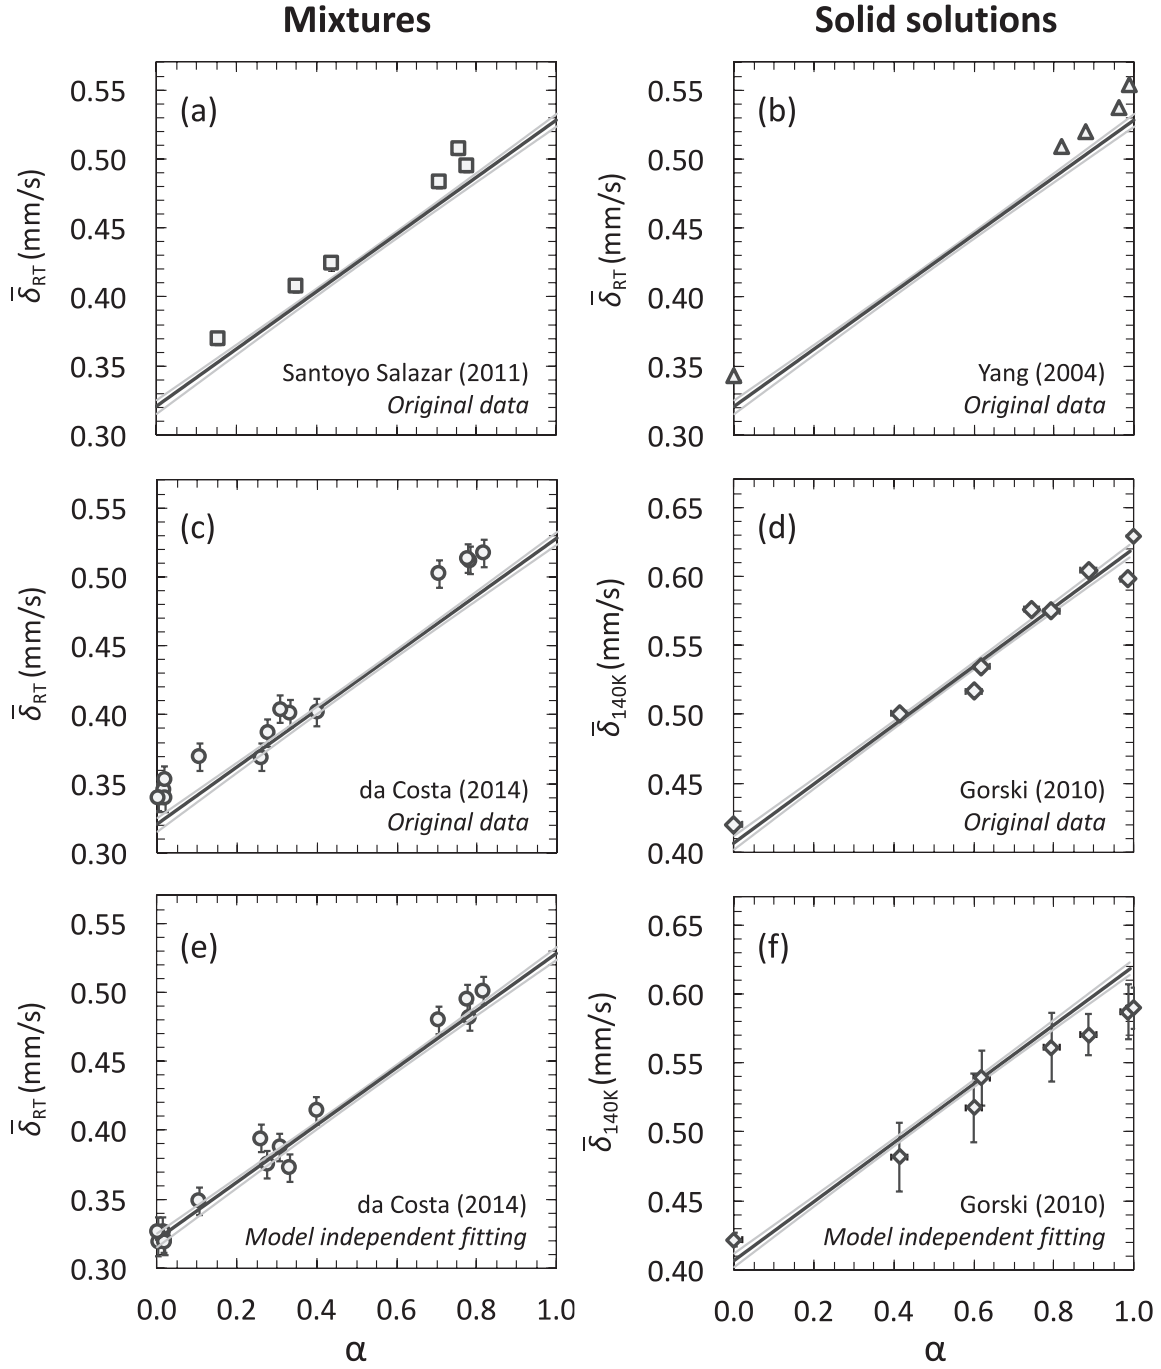 Mixtures
Solid solutions
0.55
0.50
0.45
0.40
0.35
0.30
δ̅RT (mm/s)
(a)
Santoyo Salazar (2011)
Original data
0.55
0.50
0.45
0.40
0.35
0.30
δ̅RT (mm/s)
(b)
Yang (2004)
Original data
0.55
0.50
0.45
0.40
0.35
0.30
δ̅RT (mm/s)
(c)
da Costa (2014)
Original data
0.65
0.60
0.55
0.50
0.45
0.40
δ̅140K (mm/s)
(d)
Gorski (2010)
Original data
0.55
0.50
0.45
0.40
0.35
0.30
δ̅RT (mm/s)
(e)
da Costa (2014)
Model independent fitting
0.0 0.2 0.4 0.6 0.8 1.0
α
0.65
0.60
0.55
0.50
0.45
0.40
δ̅140K (mm/s)
(f)
Gorski (2010)
Model independent fitting
0.0 0.2 0.4 0.6 0.8 1.0
α